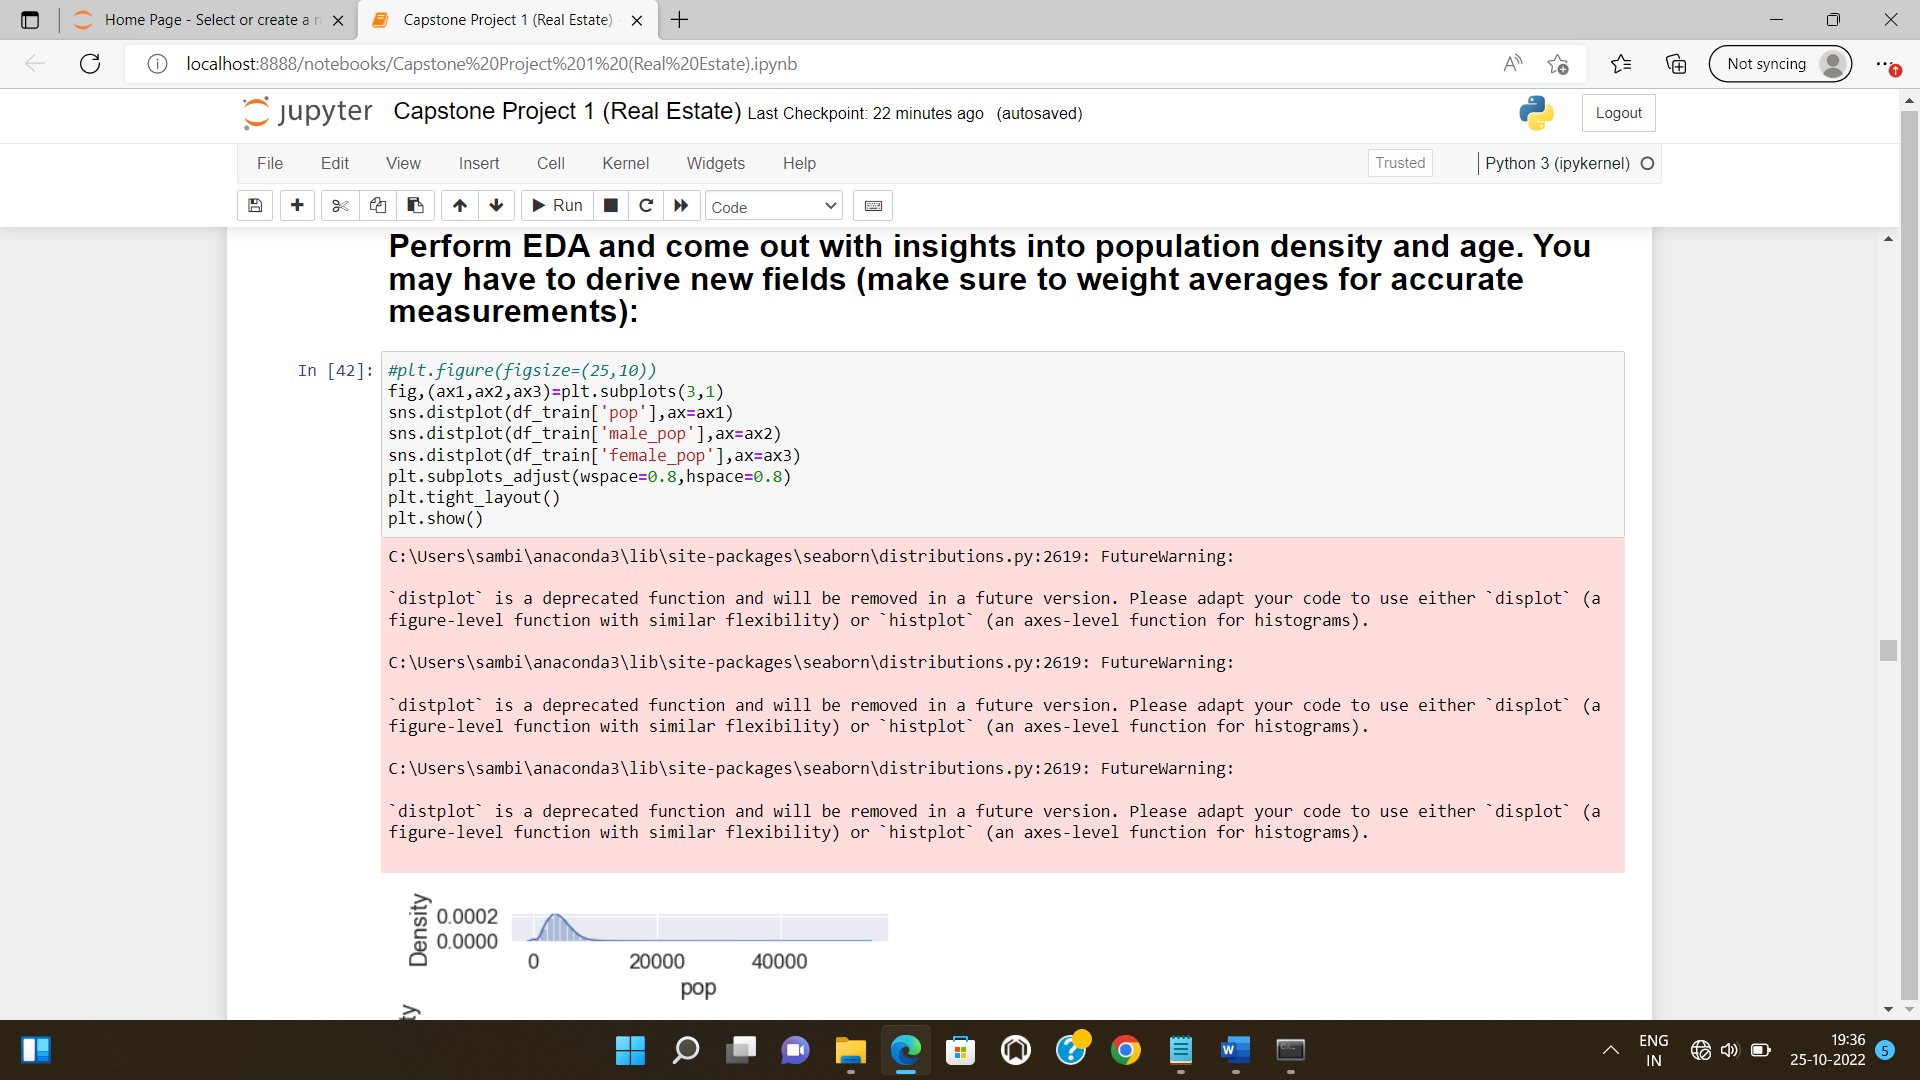 Home Page - Select or create a n
Capstone Project 1 (Real Estate)
localhost:8888/notebooks/Capstone%20Project%201%20(Real%20Estate).ipynb
Not syncing
jupyter Capstone Project 1 (Real Estate) Last Checkpoint: 22 minutes ago (autosaved)
Logout
File Edit View Insert Cell Kernel Widgets Help
Trusted
Python 3 (ipykernel)
Run
Code
Perform EDA and come out with insights into population density and age. You
may have to derive new fields (make sure to weight averages for accurate
measurements):
In [42]:
#plt.figure(figsize=(25,10))
fig,(ax1,ax2,ax3)=plt.subplots(3,1)
sns.distplot(df_train['pop'],ax=ax1)
sns.distplot(df_train['male_pop'],ax=ax2)
sns.distplot(df_train['female_pop'],ax=ax3)
plt.subplots_adjust(wspace=0.8,hspace=0.8)
plt.tight_layout()
plt.show()
C:\Users\sambi\anaconda3\lib\site-packages\seaborn\distributions.py:2619: FutureWarning:
`distplot` is a deprecated function and will be removed in a future version. Please adapt your code to use either `displot` (a
figure-level function with similar flexibility) or `histplot` (an axes-level function for histograms).
C:\Users\sambi\anaconda3\lib\site-packages\seaborn\distributions.py:2619: FutureWarning:
`distplot` is a deprecated function and will be removed in a future version. Please adapt your code to use either `displot` (a
figure-level function with similar flexibility) or `histplot` (an axes-level function for histograms).
C:\Users\sambi\anaconda3\lib\site-packages\seaborn\distributions.py:2619: FutureWarning:
`distplot` is a deprecated function and will be removed in a future version. Please adapt your code to use either `displot` (a
figure-level function with similar flexibility) or `histplot` (an axes-level function for histograms).
Density
0.0002
0.0000
0 20000 40000
pop
ty
ENG
IN
19:36
25-10-2022
5